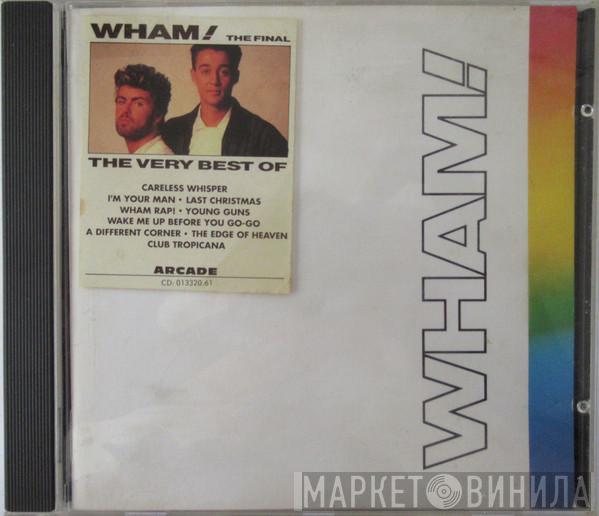 WHAM! THE FINAL
THE VERY BEST OF
CARELESS WHISPER
I'M YOUR MAN • LAST CHRISTMAS
WHAM RAP! • YOUNG GUNS
WAKE ME UP BEFORE YOU GO-GO
A DIFFERENT CORNER • THE EDGE OF HEAVEN
CLUB TROPICANA
ARCADE
CD: 013320.61
WHAM!
МАРКЕТ ВИНИЛА